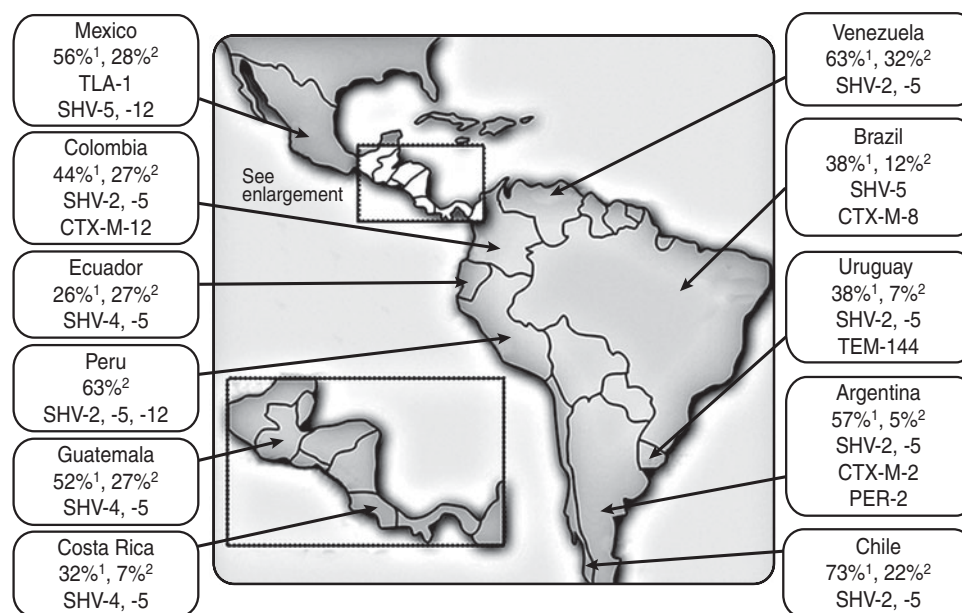 Mexico
56%¹, 28%²
TLA-1
SHV-5, -12
Colombia
44%¹, 27%²
SHV-2, -5
CTX-M-12
Ecuador
26%¹, 27%²
SHV-4, -5
Peru
63%²
SHV-2, -5, -12
Guatemala
52%¹, 27%²
SHV-4, -5
Costa Rica
32%¹, 7%²
SHV-4, -5
See
enlargement
Venezuela
63%¹, 32%²
SHV-2, -5
Brazil
38%¹, 12%²
SHV-5
CTX-M-8
Uruguay
38%¹, 7%²
SHV-2, -5
TEM-144
Argentina
57%¹, 5%²
SHV-2, -5
CTX-M-2
PER-2
Chile
73%¹, 22%²
SHV-2, -5